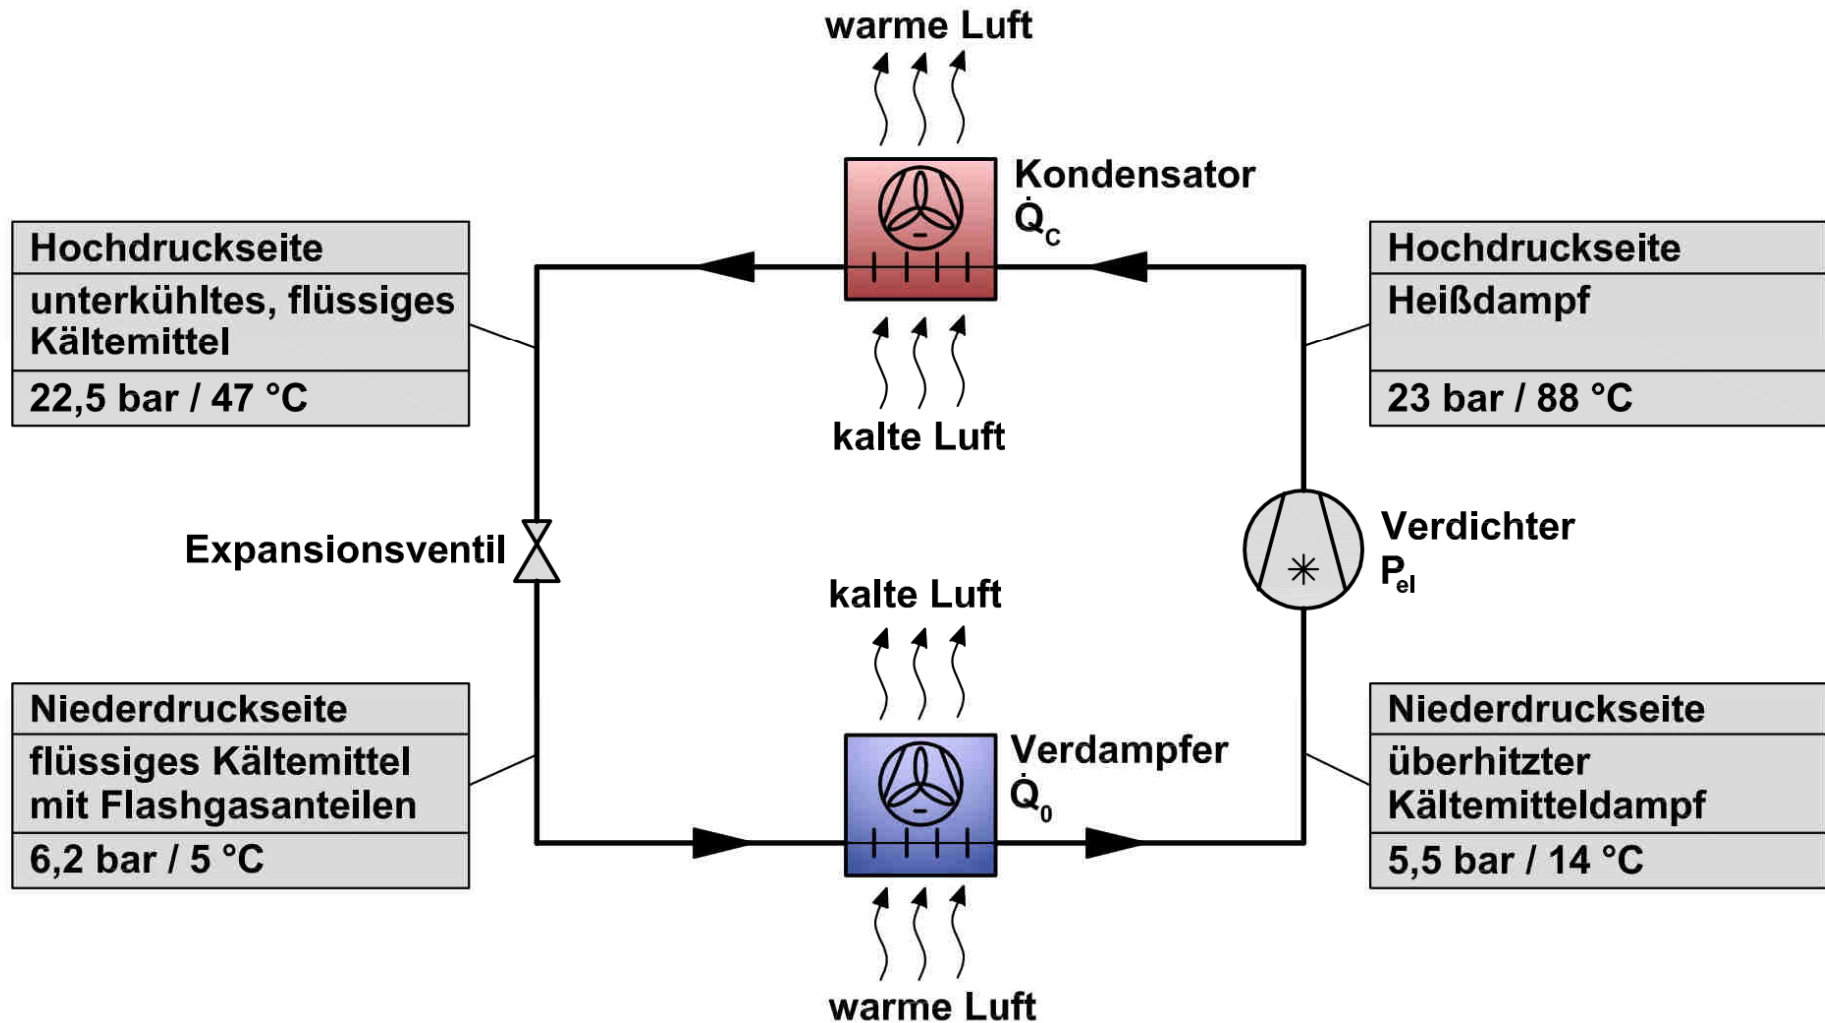 warme Luft
Kondensator
Q̇C
Hochdruckseite
unterkühltes, flüssiges
Kältemittel
22,5 bar / 47 °C
Hochdruckseite
Heißdampf
23 bar / 88 °C
kalte Luft
Expansionsventil
Verdichter
Pel
kalte Luft
Niederdruckseite
flüssiges Kältemittel
mit Flashgasanteilen
6,2 bar / 5 °C
Verdampfer
Q̇0
Niederdruckseite
überhitzter
Kältemitteldampf
5,5 bar / 14 °C
warme Luft